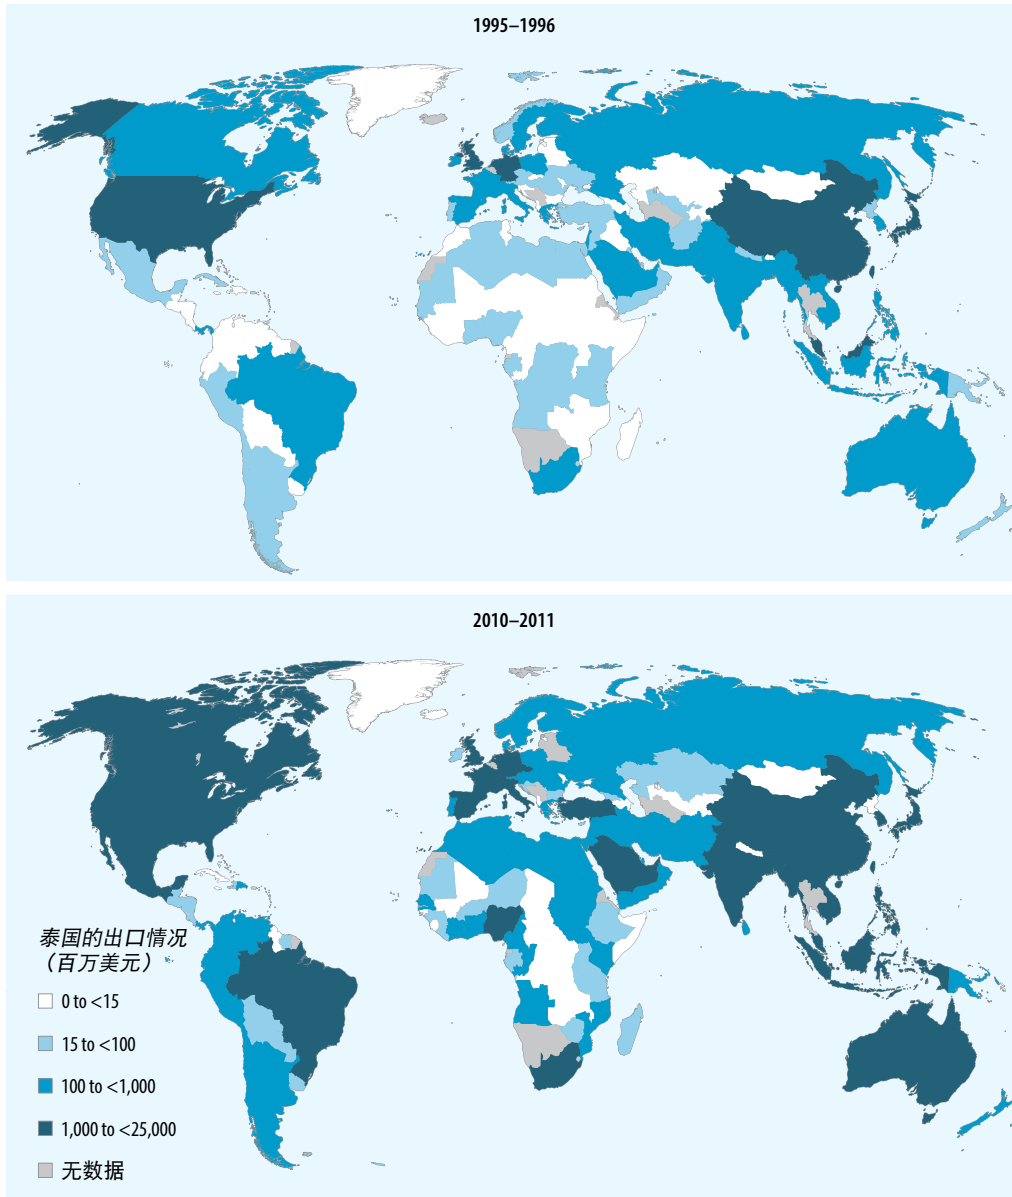 1995–1996
2010–2011
泰国的出口情况
（百万美元）
0 to <15
15 to <100
100 to <1,000
1,000 to <25,000
无数据